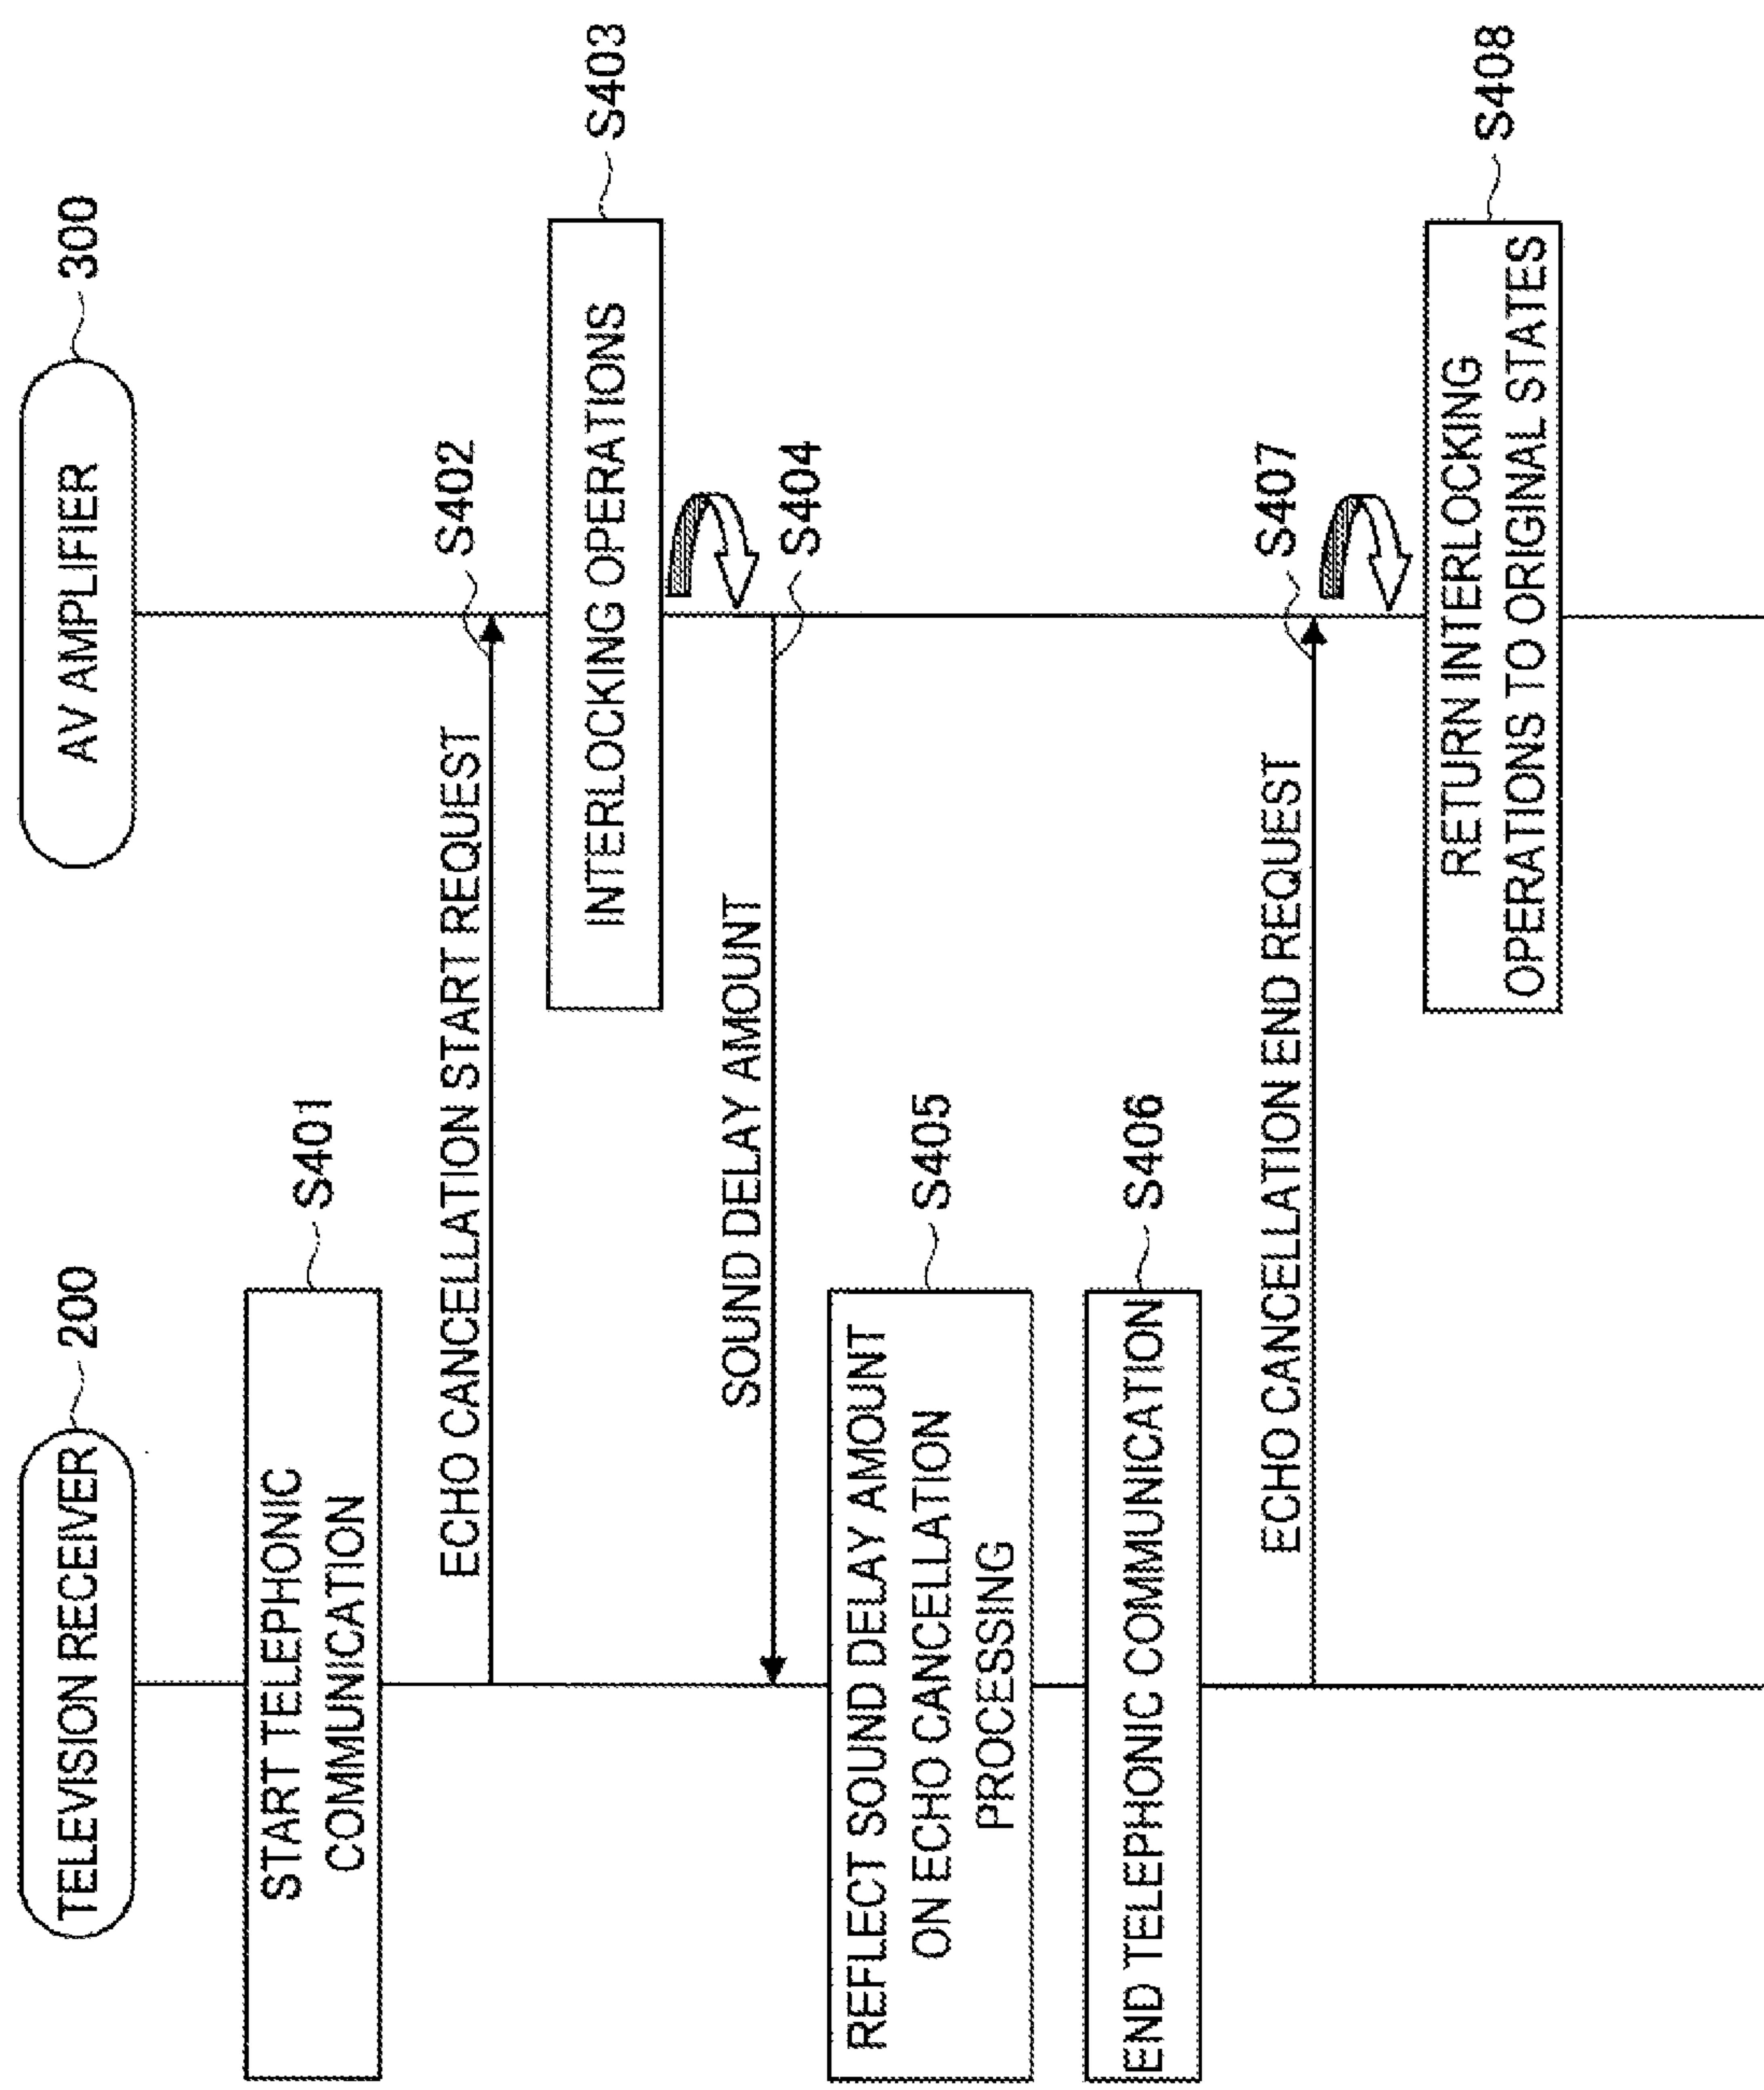 TELEVISION RECEIVER
200
AV AMPLIFIER
300
START TELEPHONIC
COMMUNICATION
S401
ECHO CANCELLATION START REQUEST
S402
INTERLOCKING OPERATIONS
S403
SOUND DELAY AMOUNT
S404
REFLECT SOUND DELAY AMOUNT
ON ECHO CANCELLATION
PROCESSING
S405
END TELEPHONIC COMMUNICATION
S406
ECHO CANCELLATION END REQUEST
S407
RETURN INTERLOCKING
OPERATIONS TO ORIGINAL STATES
S408